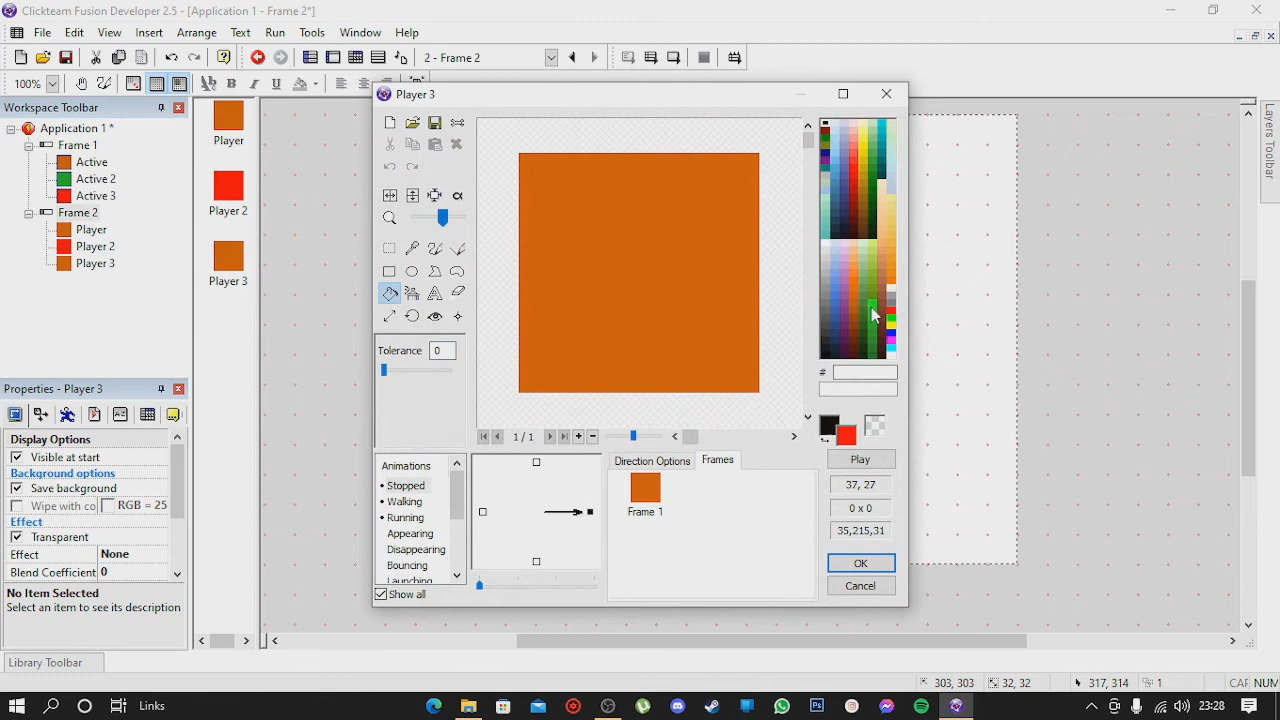 Clickteam Fusion Developer 2.5 - [Application 1 - Frame 2*]
File Edit View Insert Arrange Text Run Tools Window Help
2 - Frame 2
100%
Workspace Toolbar
Application 1 *
Frame 1
Active
Active 2
Active 3
Frame 2
Player
Player 2
Player 3
Player
Player 2
Player 3
Properties - Player 3
Display Options
Visible at start
Background options
Save background
Wipe with co RGB = 25
Effect
Transparent
Effect None
Blend Coefficient 0
No Item Selected
Select an item to see its description
Library Toolbar
Player 3
Tolerance 0
1 / 1
Animations
Stopped
Walking
Running
Appearing
Disappearing
Bouncing
Launching
Show all
Direction Options Frames
Frame 1
#
Play
37, 27
0 x 0
35,215,31
OK
Cancel
Layers Toolbar
303, 303 32, 32 317, 314 1 CAP NUM
Links
23:28